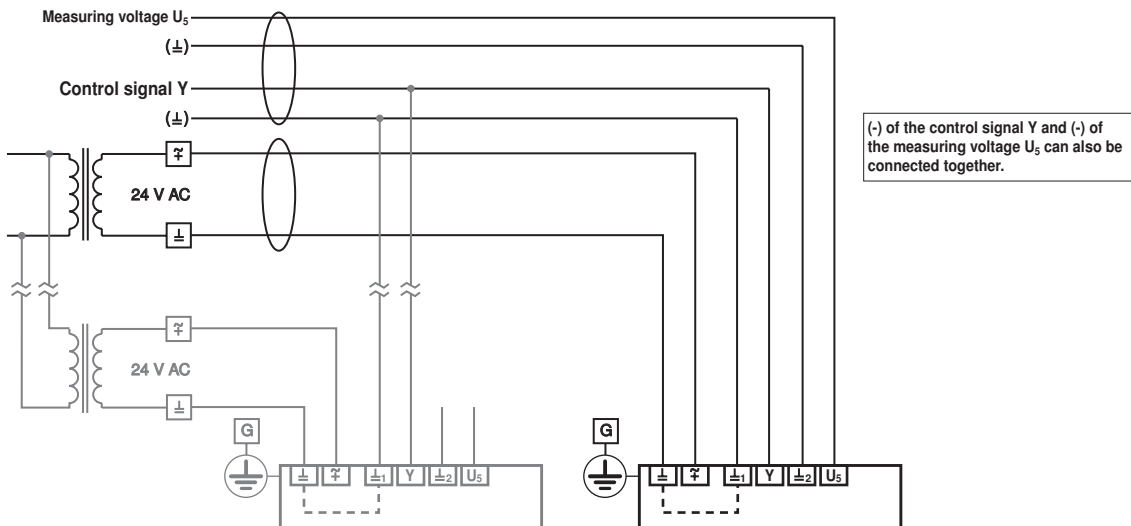 Measuring voltage U₅
(⊥)
Control signal Y
(⊥)
(-) of the control signal Y and (-) of
the measuring voltage U₅ can also be
connected together.
24 V AC
⊥
24 V AC
⊥
G
G
⊥ ⊥₁ Y ⊥₂ U₅
⊥ ⊥₁ Y ⊥₂ U₅